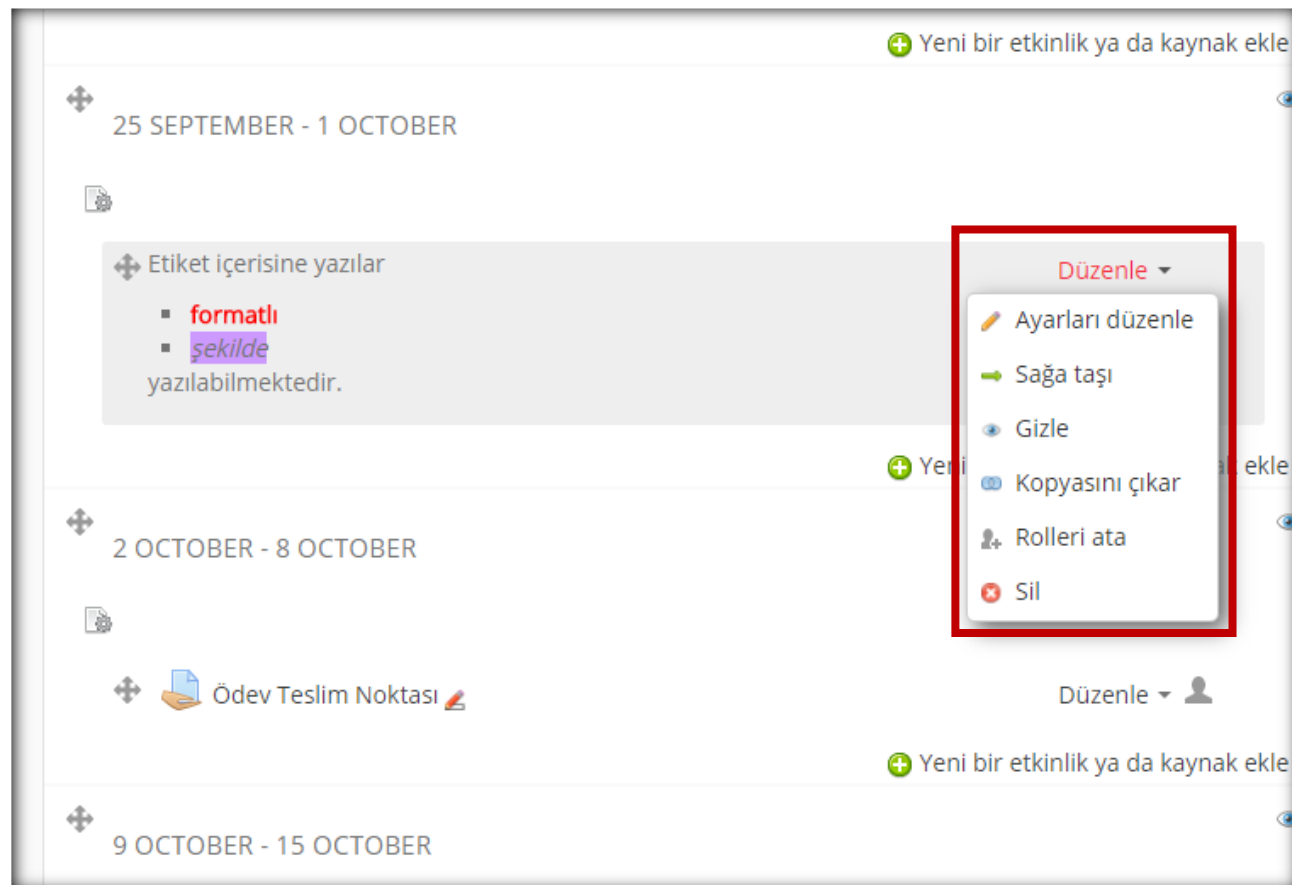 Yeni bir etkinlik ya da kaynak ekle
25 SEPTEMBER - 1 OCTOBER
Etiket içerisine yazılar
Düzenle
formatlı
şekilde
yazılabilmektedir.
Ayarları düzenle
Sağa taşı
Gizle
Kopyasını çıkar
Rolleri ata
Sil
ekle
2 OCTOBER - 8 OCTOBER
Ödev Teslim Noktası
Düzenle
Yeni bir etkinlik ya da kaynak ekle
9 OCTOBER - 15 OCTOBER